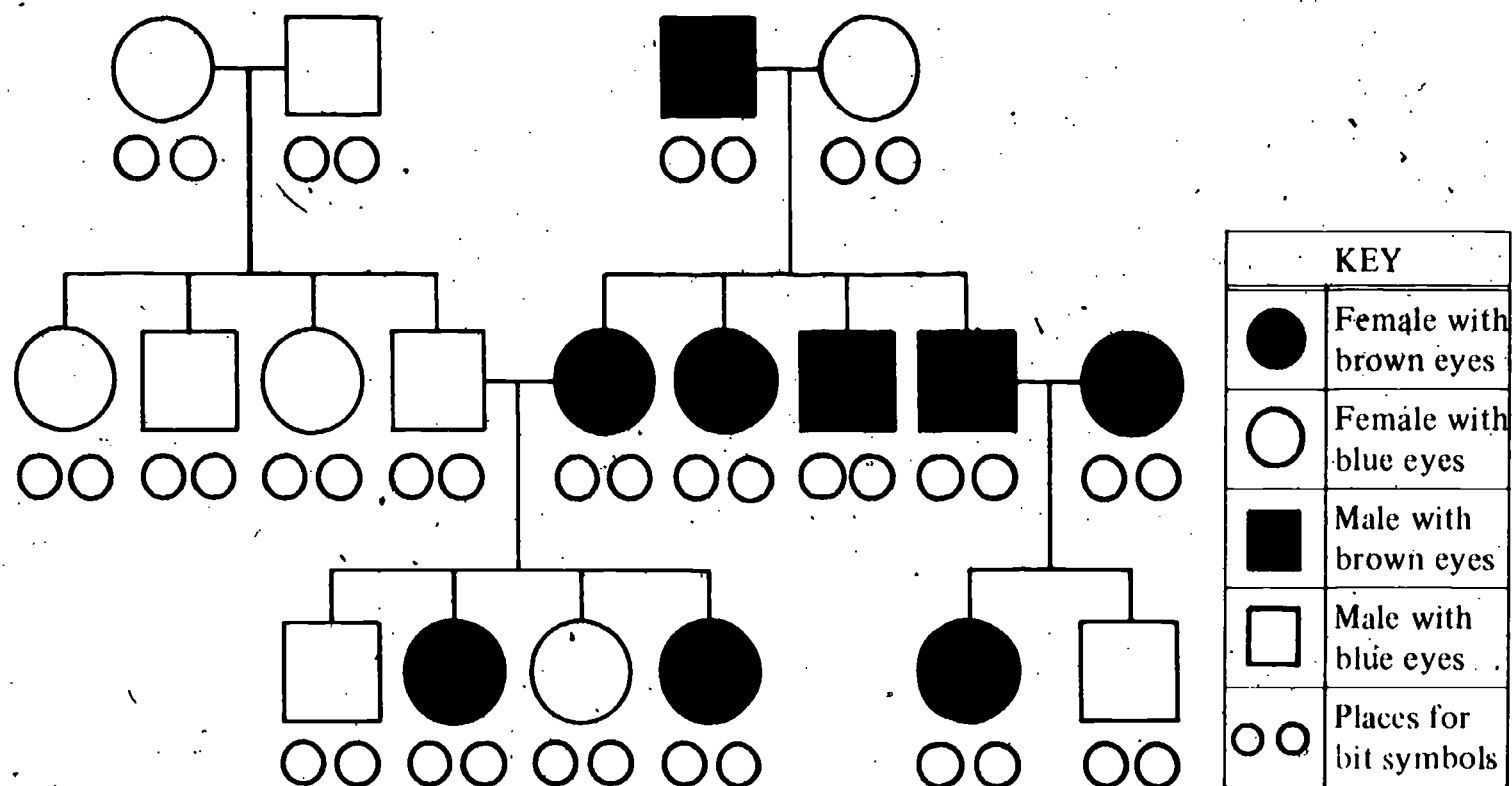 KEY
Female with
brown eyes
Female with
blue eyes
Male with
brown eyes
Male with
blue eyes
Places for
bit symbols